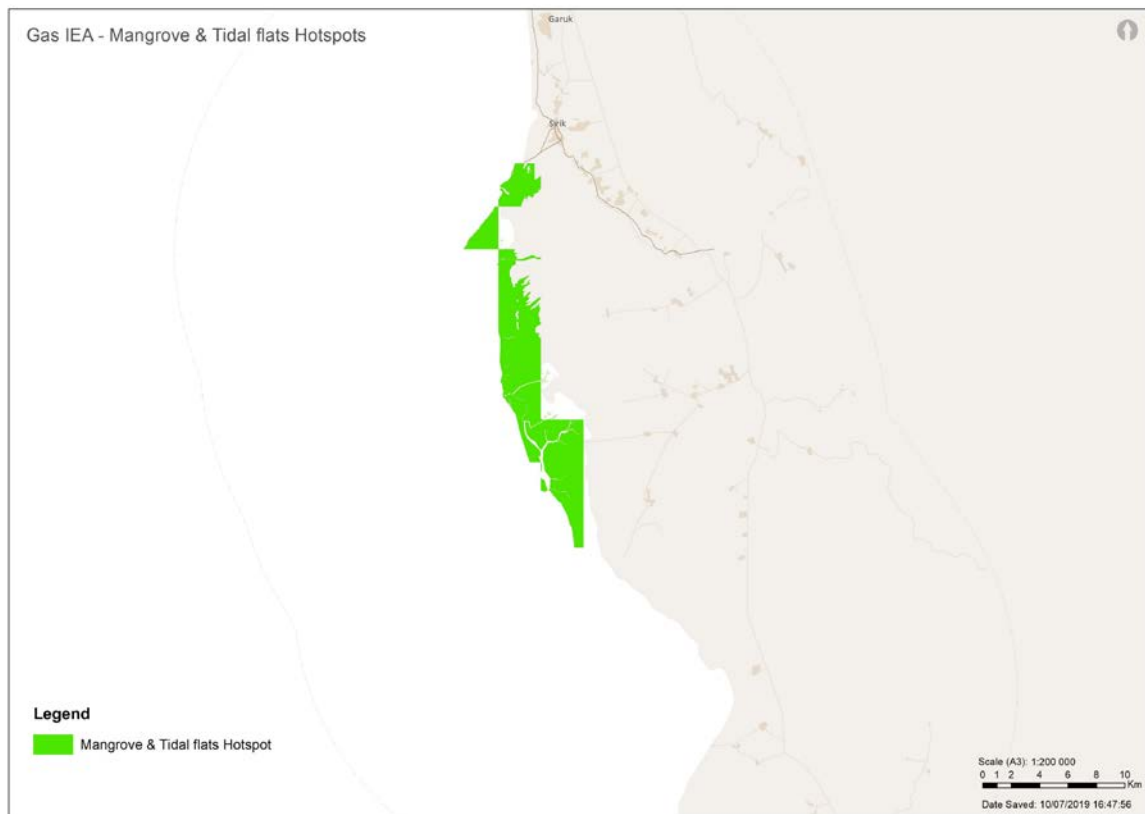 Gas IEA - Mangrove & Tidal flats Hotspots
Garuk
Sirik
Legend
Mangrove & Tidal flats Hotspot
Scale (A3): 1:200 000
0 1 2 4 6 8 10
Km
Date Saved: 10/07/2019 16:47:56